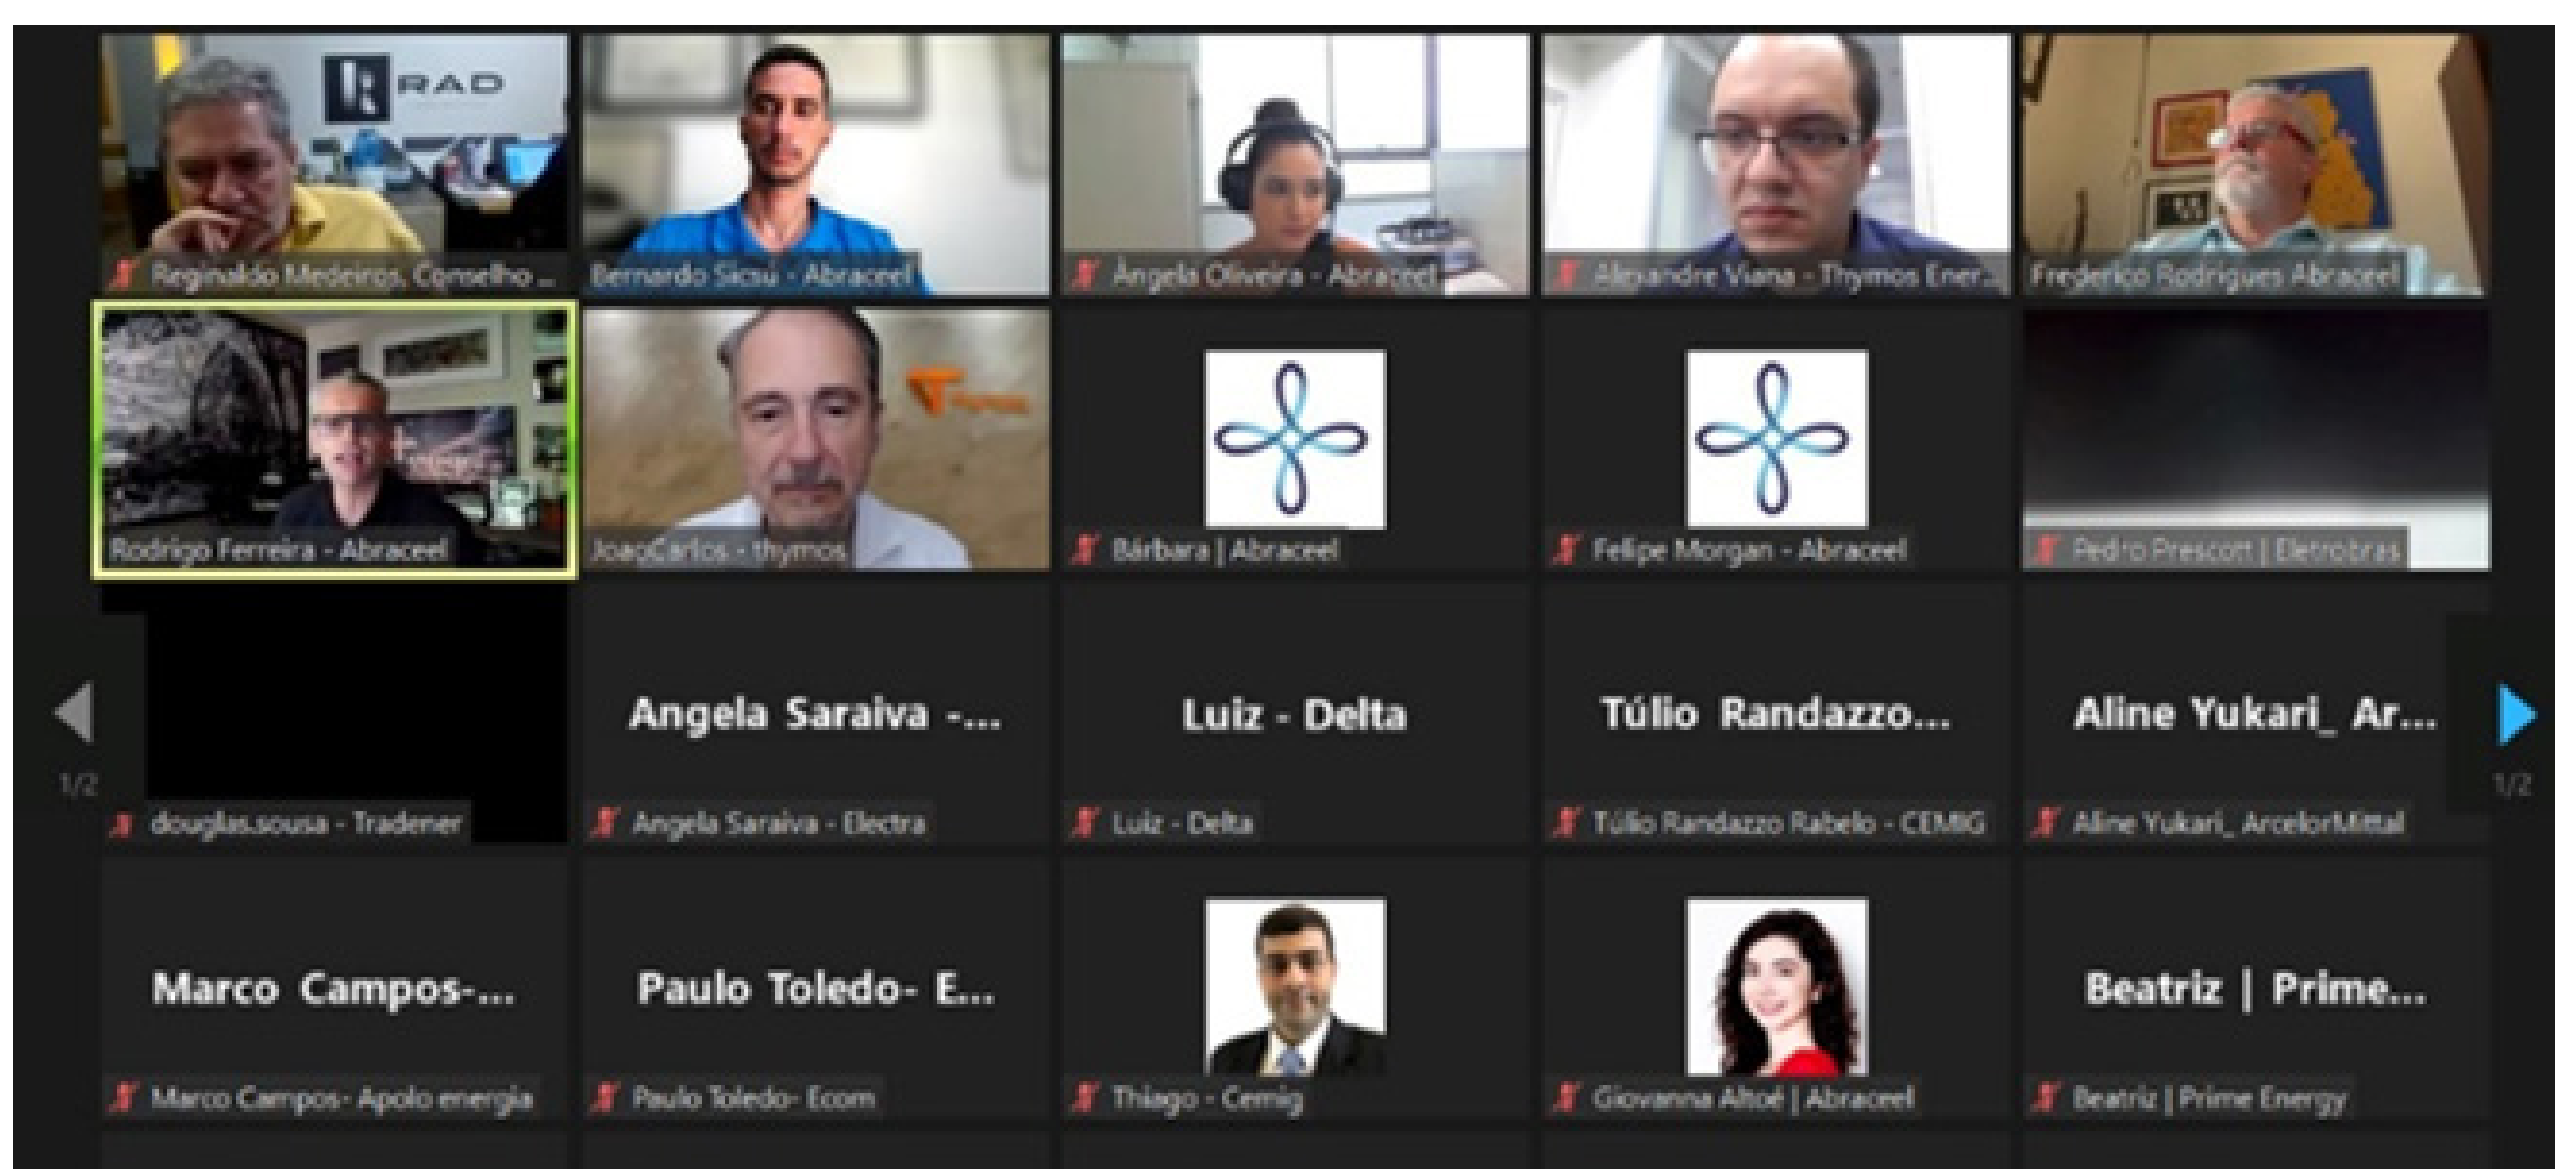 RAD
Reginaldo Medeiros, Conselho ...
Bernardo Sicsú - Abraceel
Ângela Oliveira - Abraceel
Alexandre Viana - Thymos Ener...
Frederico Rodrigues Abraceel
Rodrigo Ferreira - Abraceel
Thymos
JoaoCarlos - thymos
Bárbara | Abraceel
Felipe Morgan - Abraceel
Pedro Prescott | Eletrobras
1/2
douglas.sousa - Tradener
Angela Saraiva -...
Angela Saraiva - Electra
Luiz - Delta
Luiz - Delta
Túlio Randazzo...
Túlio Randazzo Rabelo - CEMIG
Aline Yukari_ Ar...
Aline Yukari_ ArcelorMittal
1/2
Marco Campos-...
Marco Campos- Apolo energia
Paulo Toledo- E...
Paulo Toledo- Ecom
Thiago - Cemig
Giovanna Altoé | Abraceel
Beatriz | Prime...
Beatriz | Prime Energy